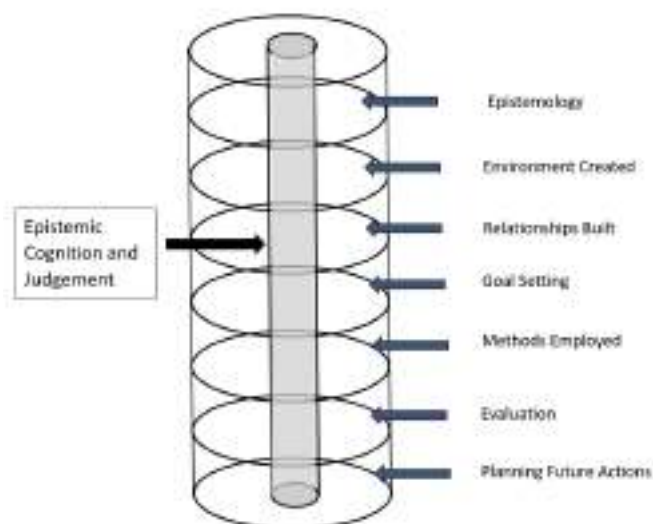 Epistemology
Environment Created
Epistemic
Cognition and
Judgement
Relationships Built
Goal Setting
Methods Employed
Evaluation
Planning Future Actions